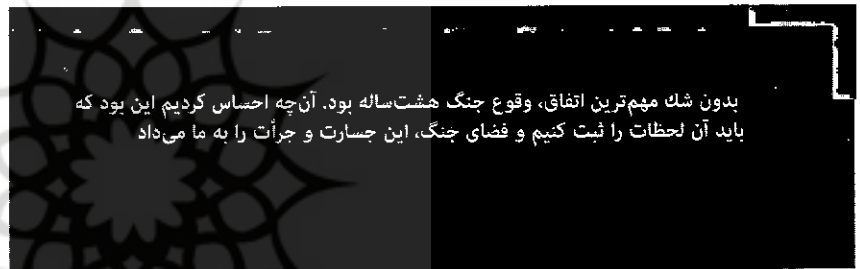 بدون شك مهم‌ترین اتفاق، وقوع جنگ هشت‌ساله بود. آن‌چه احساس کردیم این بود که
باید آن لحظات را ثبت کنیم و فضای جنگ، این جسارت و جرأت را به ما می‌داد